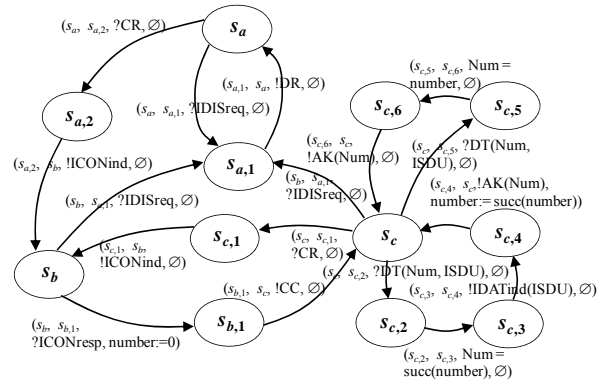 (s_a, s_a,2, ?CR, ∅)
s_a
(s_c,5, s_c,6, Num =
number, ∅)
s_a,2
(s_a, s_a,1, ?IDISreq, ∅)
(s_a,1, s_a, !DR, ∅)
s_c,6
s_c,5
(s_c,6, s_c,
!AK(Num), ∅)
(s_c, s_c,5, ?DT(Num,
ISDU), ∅)
(s_a,2, s_b, !ICONind, ∅)
s_a,1
(s_b, s_a,1, ?IDISreq, ∅)
(s_b, s_a,1,
?IDISreq, ∅)
(s_c,4, s_c, !AK(Num),
number:= succ(number))
s_c,1
s_c
s_c,4
(s_c,1, s_b,
!ICONind, ∅)
(s_c, s_c,1,
?CR, ∅)
s_b
(s_c, s_c,2, ?DT(Num, ISDU), ∅)
(s_b,1, s_c, !CC, ∅)
(s_c,3, s_c,4, !IDATind(ISDU), ∅)
(s_b, s_b,1,
?ICONresp, number:=0)
s_b,1
s_c,2
s_c,3
(s_c,2, s_c,3, Num =
succ(number), ∅)